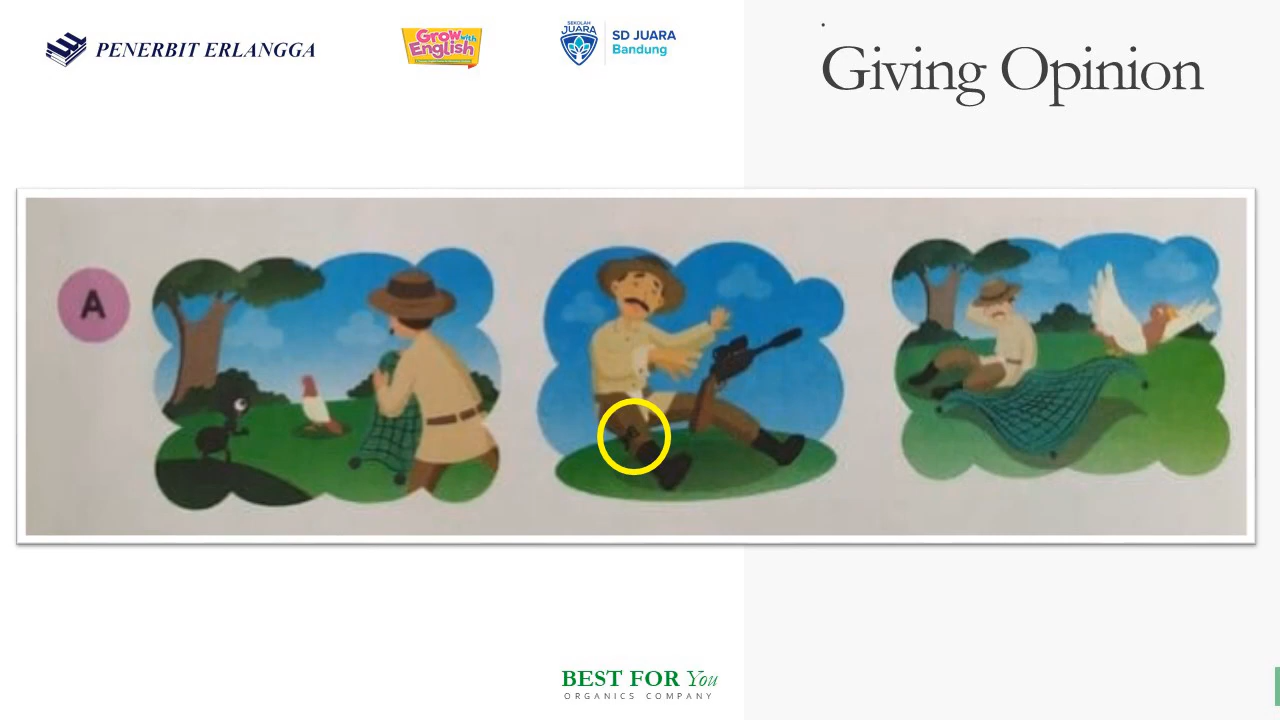 PENERBIT ERLANGGA
Grow with
English
SEKOLAH
JUARA
SD JUARA
Bandung
.
Giving Opinion
A
BEST FOR You
ORGANICS COMPANY